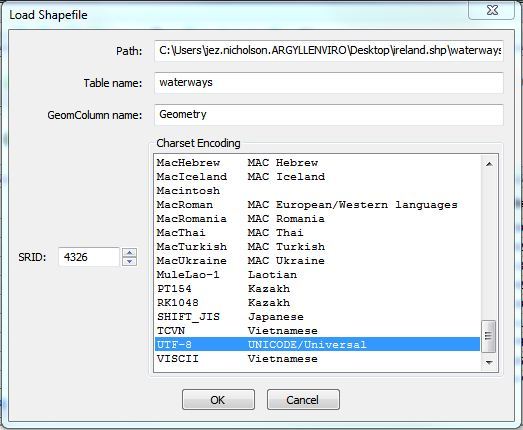 Load Shapefile
Path: C:\Users\jez.nicholson.ARGYLLENVIRO\Desktop\ireland.shp\waterways
Table name: waterways
GeomColumn name: Geometry
Charset Encoding
MacHebrew MAC Hebrew
MacIceland MAC Iceland
Macintosh
MacRoman MAC European/Western languages
MacRomania MAC Romania
MacThai MAC Thai
MacTurkish MAC Turkish
MacUkraine MAC Ukraine
MuleLao-1 Laotian
PT154 Kazakh
RK1048 Kazakh
SHIFT_JIS Japanese
TCVN Vietnamese
UTF-8 UNICODE/Universal
VISCII Vietnamese
SRID: 4326
OK Cancel